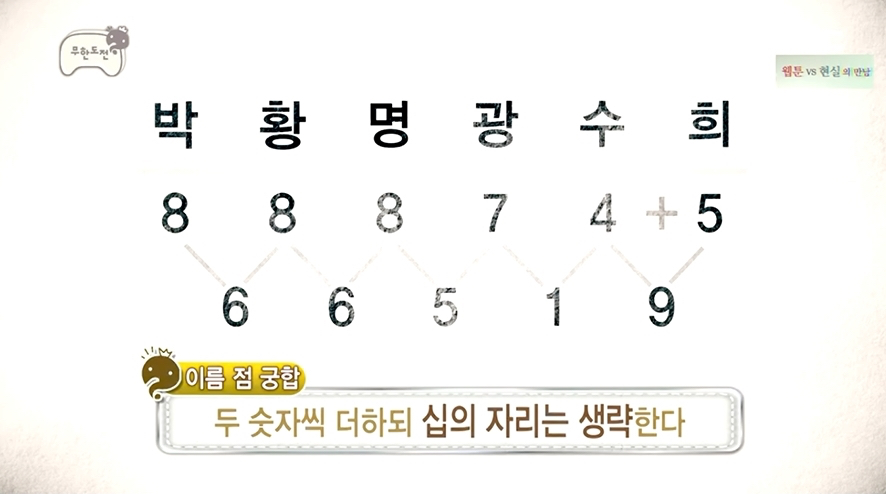 무한도전
웹툰 VS 현실의 만남
박 황 명 광 수 희
8 8 8 7 4 + 5
6 6 5 1 9
이름 점 궁합
두 숫자씩 더하되 십의 자리는 생략한다